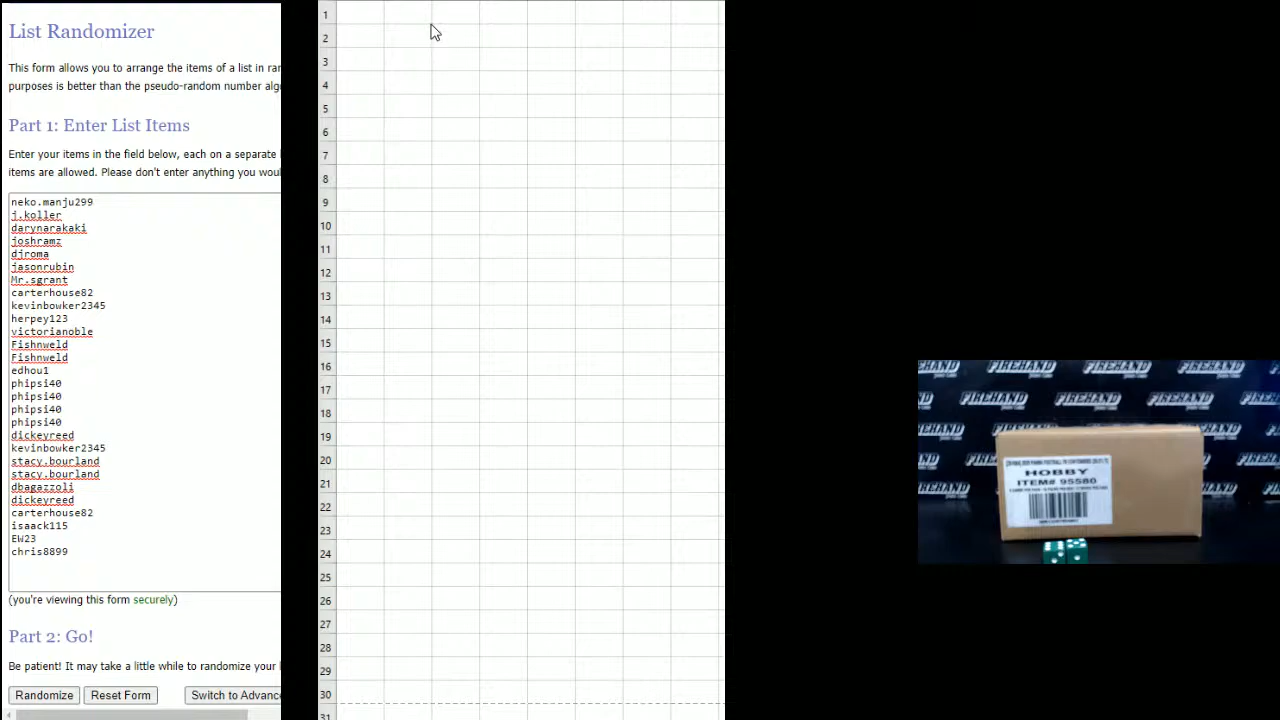 List Randomizer
This form allows you to arrange the items of a list in ran
purposes is better than the pseudo-random number algo
Part 1: Enter List Items
Enter your items in the field below, each on a separate
items are allowed. Please don't enter anything you woul
neko.manju299
j.koller
darynarakaki
joshramz
djroma
jasonrubin
Mr.sgrant
carterhouse82
kevinbowker2345
herpey123
victorianoble
Fishnweld
Fishnweld
edhou1
phipsi40
phipsi40
phipsi40
phipsi40
dickeyreed
kevinbowker2345
stacy.bourland
stacy.bourland
dbagazzoli
dickeyreed
carterhouse82
isaack115
EW23
chris8899
(you're viewing this form securely)
Part 2: Go!
Be patient! It may take a little while to randomize your
Randomize
Reset Form
Switch to Advanc
1
2
3
4
5
6
7
8
9
10
11
12
13
14
15
16
17
18
19
20
21
22
23
24
25
26
27
28
29
30
31
FIREHAND
HOBBY
ITEM# 95580